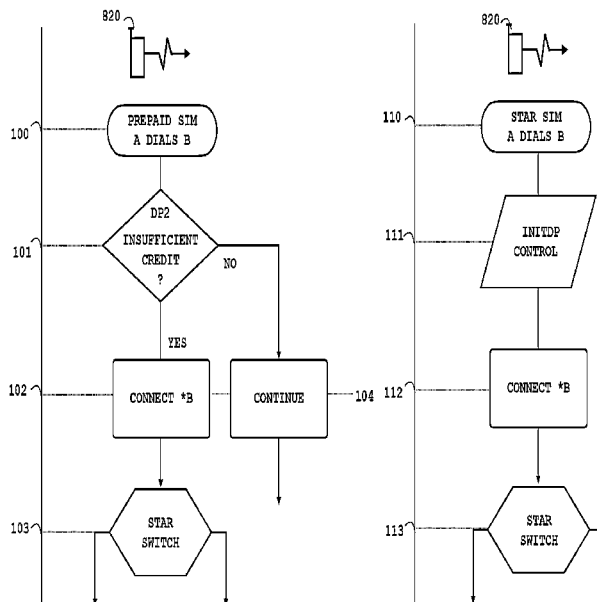 820
100
PREPAID SIM
A DIALS B
101
DP2
INSUFFICIENT
CREDIT
?
NO
YES
102
CONNECT *B
CONTINUE
104
103
STAR
SWITCH
820
110
STAR SIM
A DIALS B
111
INITDP
CONTROL
112
CONNECT *B
113
STAR
SWITCH